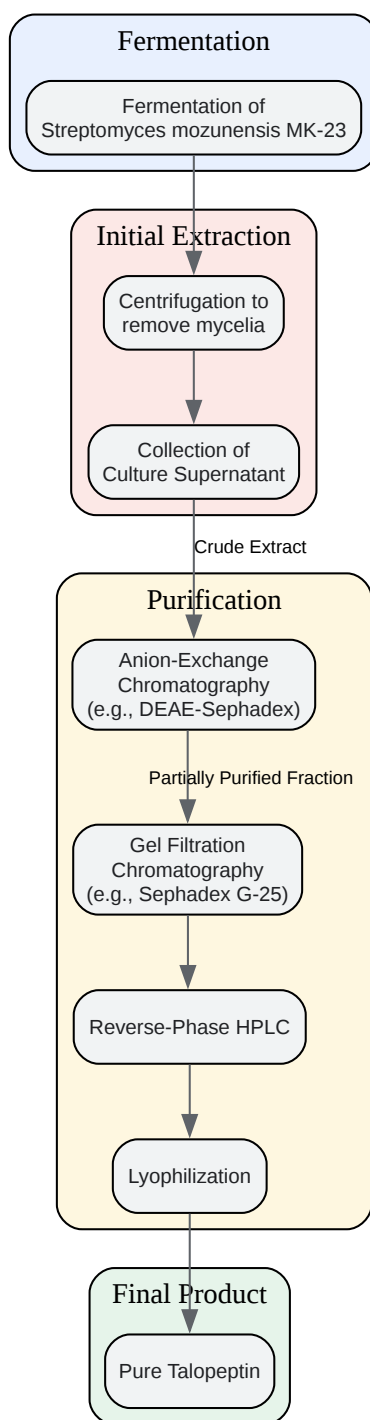 Fermentation
Fermentation of
Streptomyces mozunensis MK-23
Initial Extraction
Centrifugation to
remove mycelia
Collection of
Culture Supernatant
Crude Extract
Purification
Anion-Exchange
Chromatography
(e.g., DEAE-Sephadex)
Partially Purified Fraction
Gel Filtration
Chromatography
(e.g., Sephadex G-25)
Reverse-Phase HPLC
Lyophilization
Final Product
Pure Talopeptin